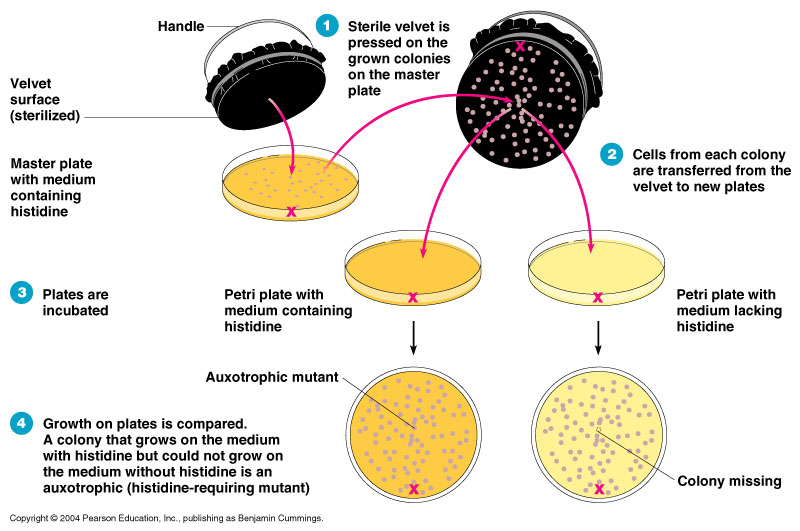 Handle
1
Sterile velvet is
pressed on the
grown colonies
on the master
plate
X
Velvet
surface
(sterilized)
Master plate
with medium
containing
histidine
X
2
Cells from each colony
are transferred from the
velvet to new plates
3
Plates are
incubated
X
Petri plate with
medium containing
histidine
X
Petri plate with
medium lacking
histidine
Auxotrophic mutant
4
Growth on plates is compared.
A colony that grows on the medium
with histidine but could not grow on
the medium without histidine is an
auxotrophic (histidine-requiring mutant)
X
X
Colony missing
Copyright © 2004 Pearson Education, Inc., publishing as Benjamin Cummings.